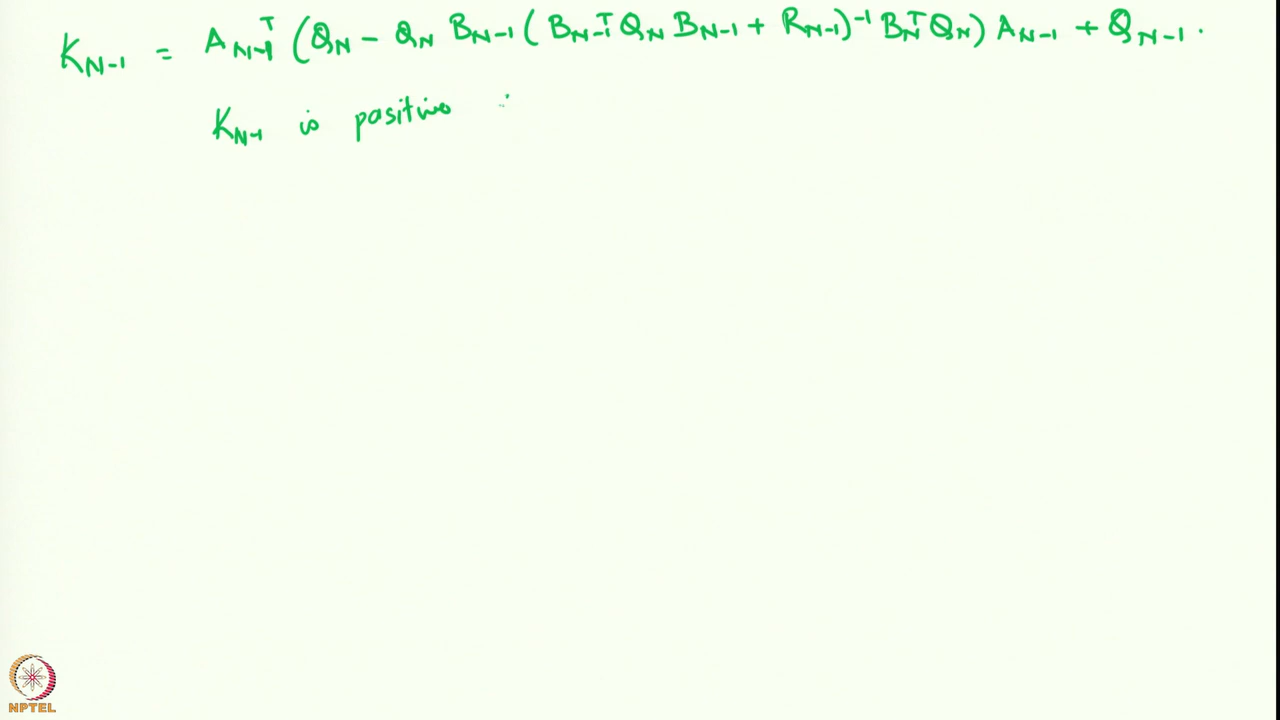 K_{N-1} = A_{N-1}^T (Q_N - Q_N B_{N-1} (B_{N-1}^T Q_N B_{N-1} + R_{N-1})^{-1} B_N^T Q_N) A_{N-1} + Q_{N-1}.
K_{N-1} is positive
NPTEL